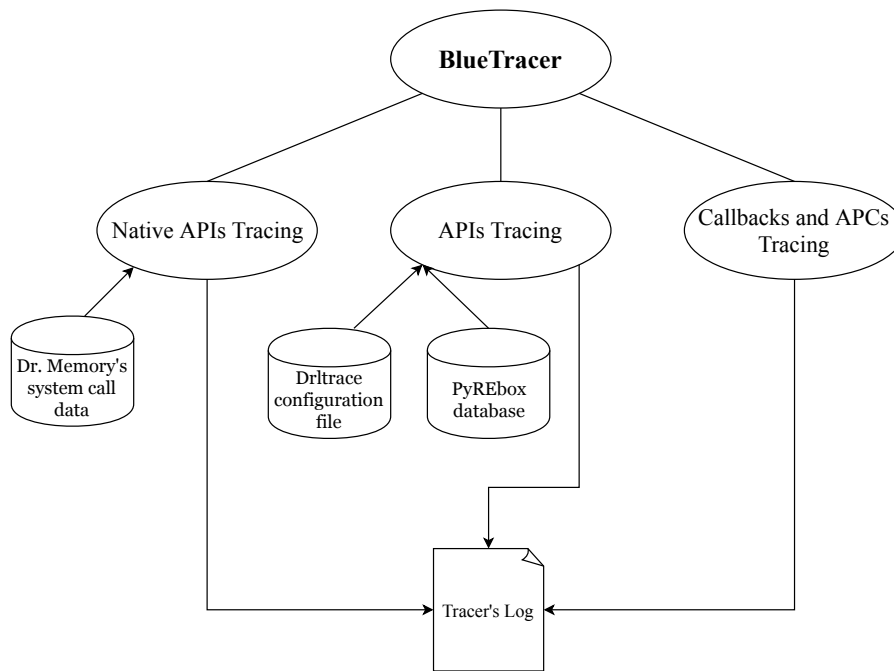 BlueTracer
Native APIs Tracing
APIs Tracing
Callbacks and APCs
Tracing
Dr. Memory's
system call
data
Drltrace
configuration
file
PyREbox
database
Tracer's Log